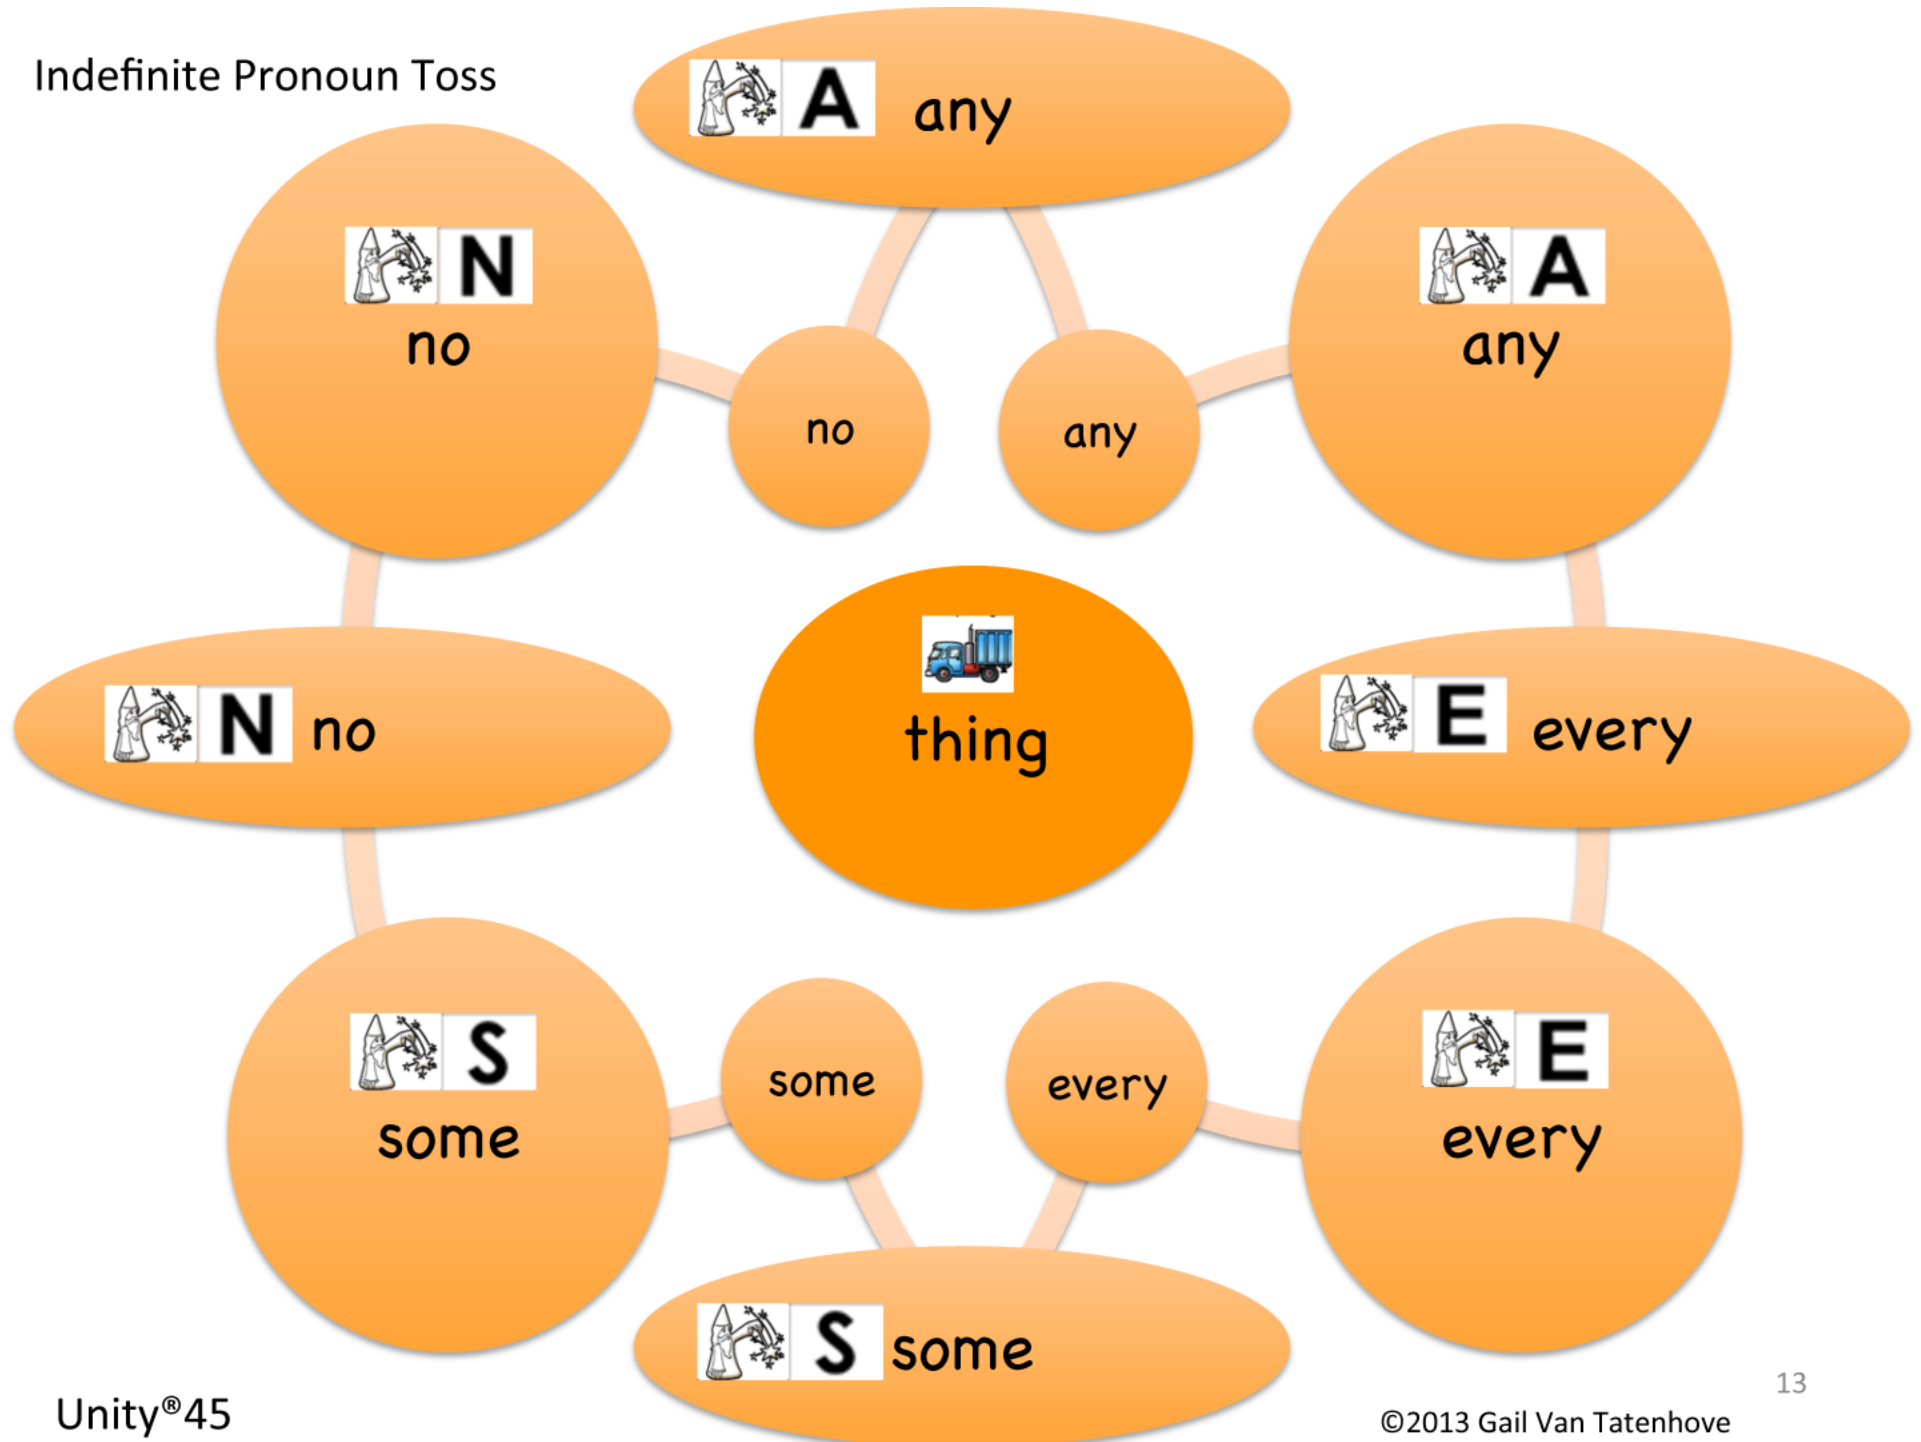 Indefinite Pronoun Toss
A any
N
no
A
any
no
any
thing
N no
E every
S
some
some
every
E
every
S some
13
Unity®45
©2013 Gail Van Tatenhove